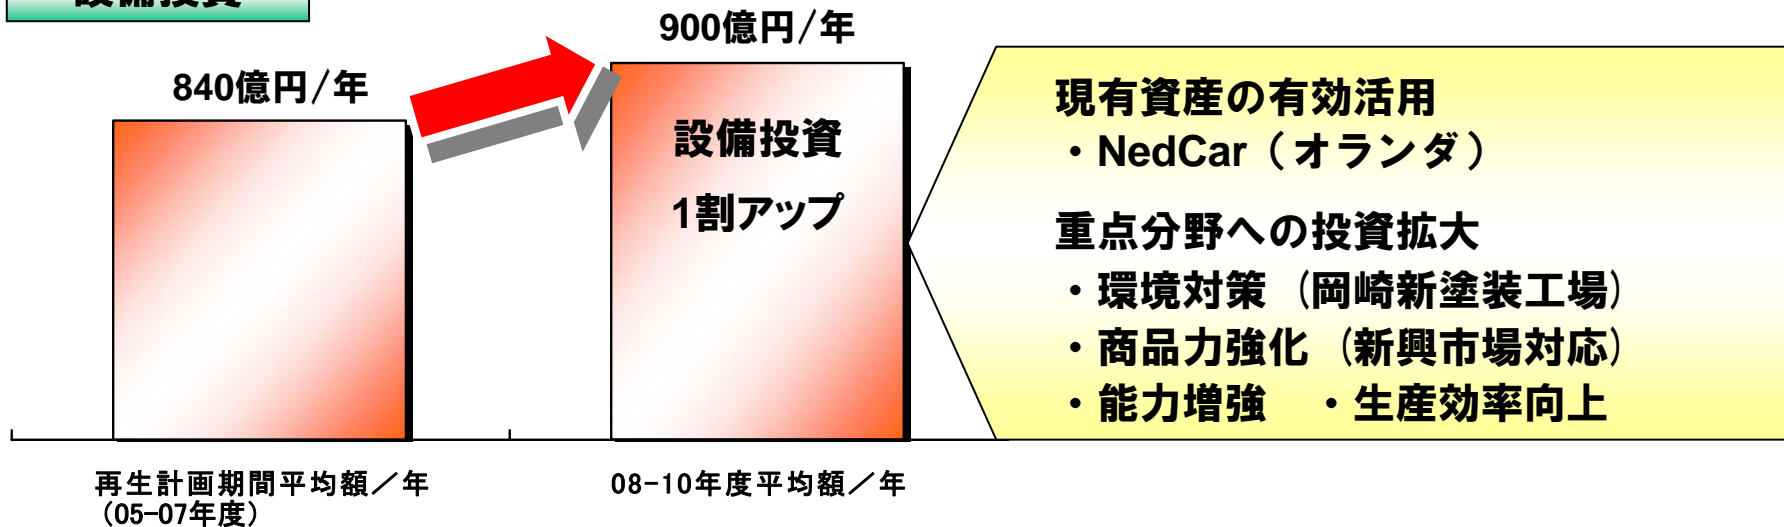 設備投資
900億円/年
840億円/年
設備投資
1割アップ
現有資産の有効活用
・NedCar（オランダ）
重点分野への投資拡大
・環境対策（岡崎新塗装工場）
・商品力強化（新興市場対応）
・能力増強　・生産効率向上
再生計画期間平均額／年
（05-07年度）
08-10年度平均額／年